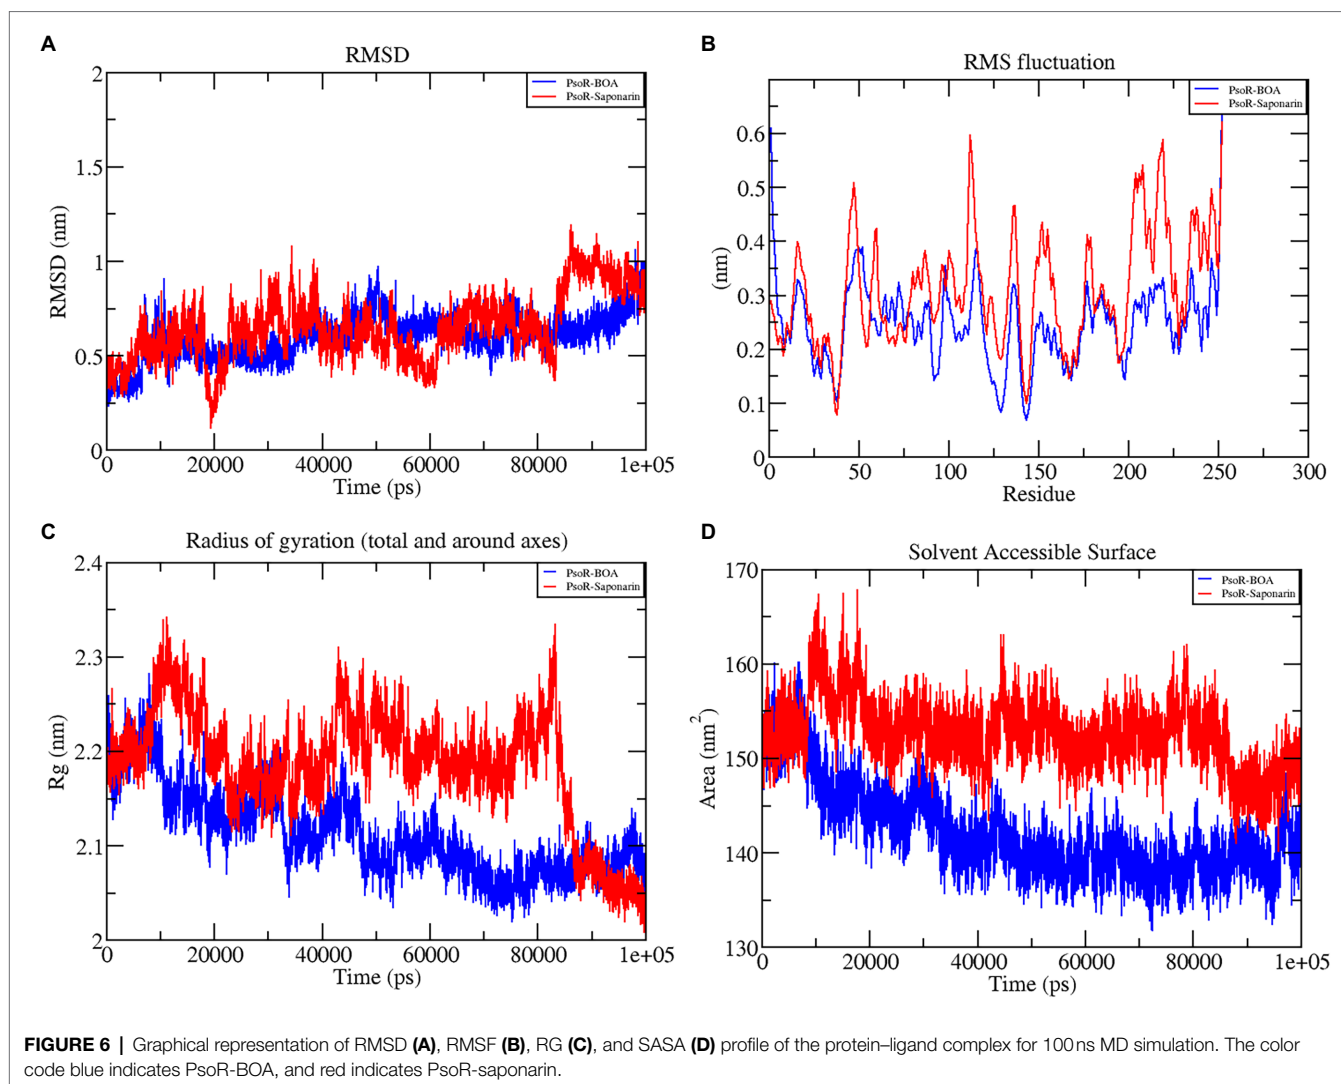 A
RMSD
PsoR-BOA
PsoR-Saponarin
2
1.5
1
0.5
0
RMSD (nm)
0 20000 40000 60000 80000 1e+05
Time (ps)
B
RMS fluctuation
PsoR-BOA
PsoR-Saponarin
0.6
0.5
0.4
0.3
0.2
0.1
0
(nm)
0 50 100 150 200 250 300
Residue
C
Radius of gyration (total and around axes)
PsoR-BOA
PsoR-Saponarin
2.4
2.3
2.2
2.1
2
Rg (nm)
0 20000 40000 60000 80000 1e+05
Time (ps)
D
Solvent Accessible Surface
PsoR-BOA
PsoR-Saponarin
170
160
150
140
130
Area (nm²)
0 20000 40000 60000 80000 1e+05
Time (ps)
FIGURE 6 | Graphical representation of RMSD (A), RMSF (B), RG (C), and SASA (D) profile of the protein–ligand complex for 100 ns MD simulation. The color
code blue indicates PsoR-BOA, and red indicates PsoR-saponarin.